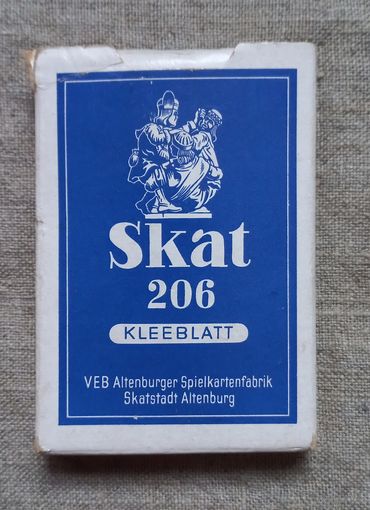 Skat
206
KLEEBLATT
VEB Altenburger Spielkartenfabrik
Skatstadt Altenburg